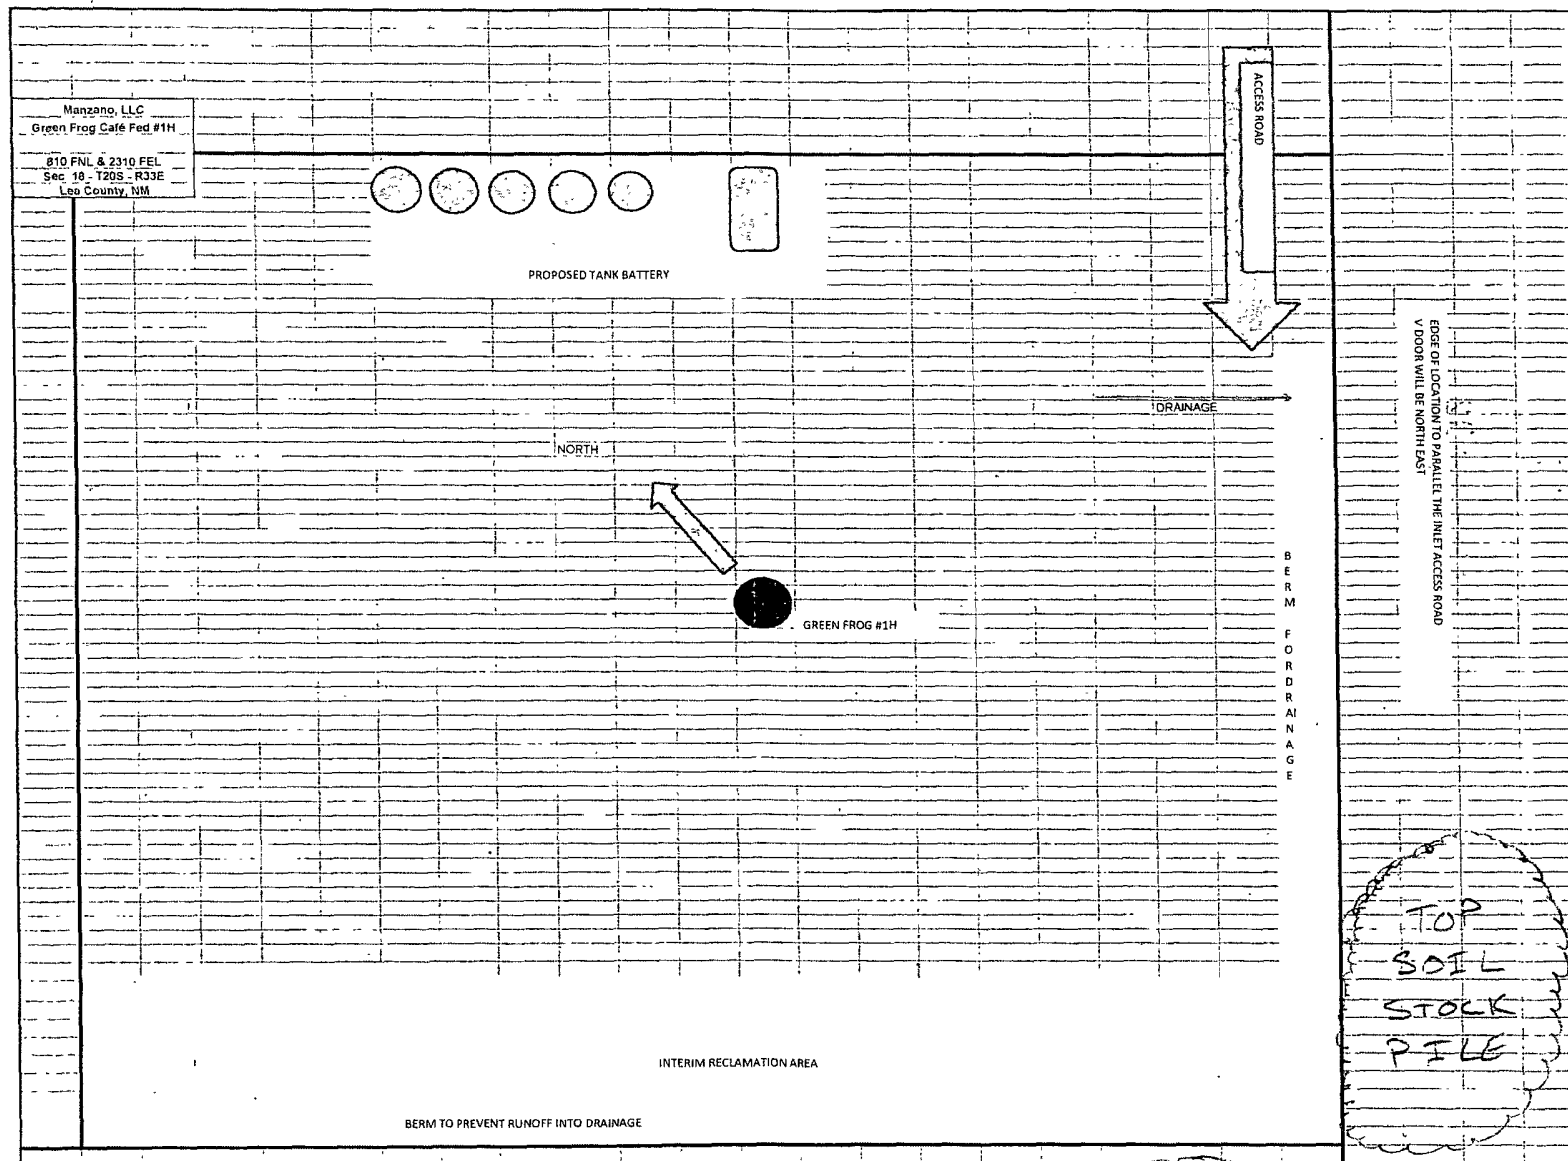 Manzano, LLC
Green Frog Café Fed #1H
810 FNL & 2310 FEL
Sec 18 - T20S - R33E
Lea County, NM
ACCESS ROAD
PROPOSED TANK BATTERY
EDGE OF LOCATION TO PARALLEL THE INLET ACCESS ROAD
V DOOR WILL BE NORTH EAST
DRAINAGE
NORTH
GREEN FROG #1H
BERM FORDRAINAGE
TOP
SOIL
STOCK
PILE
INTERIM RECLAMATION AREA
BERM TO PREVENT RUNOFF INTO DRAINAGE